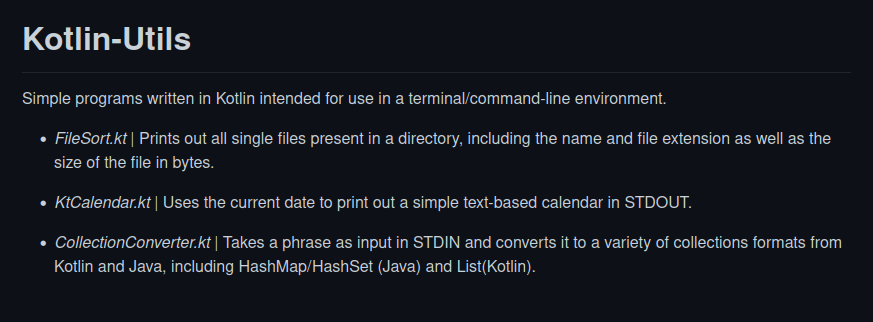 Kotlin-Utils
Simple programs written in Kotlin intended for use in a terminal/command-line environment.
• FileSort.kt | Prints out all single files present in a directory, including the name and file extension as well as the
size of the file in bytes.
• KtCalendar.kt | Uses the current date to print out a simple text-based calendar in STDOUT.
• CollectionConverter.kt | Takes a phrase as input in STDIN and converts it to a variety of collections formats from
Kotlin and Java, including HashMap/HashSet (Java) and List(Kotlin).